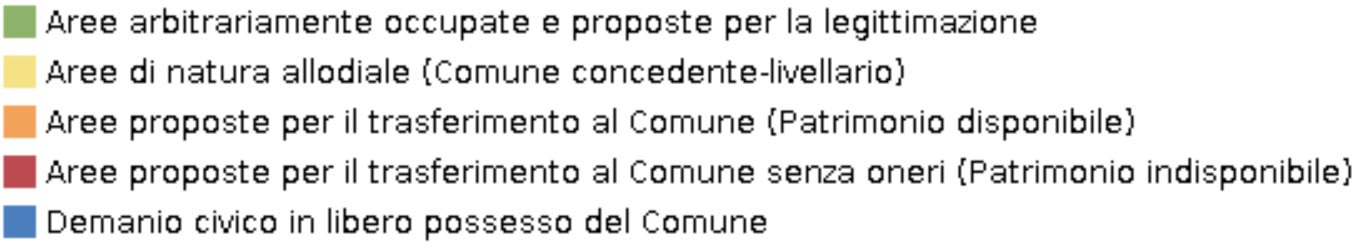 Aree arbitrariamente occupate e proposte per la legittimazione
Aree di natura allodiale (Comune concedente-livellario)
Aree proposte per il trasferimento al Comune (Patrimonio disponibile)
Aree proposte per il trasferimento al Comune senza oneri (Patrimonio indisponibile)
Demanio civico in libero possesso del Comune